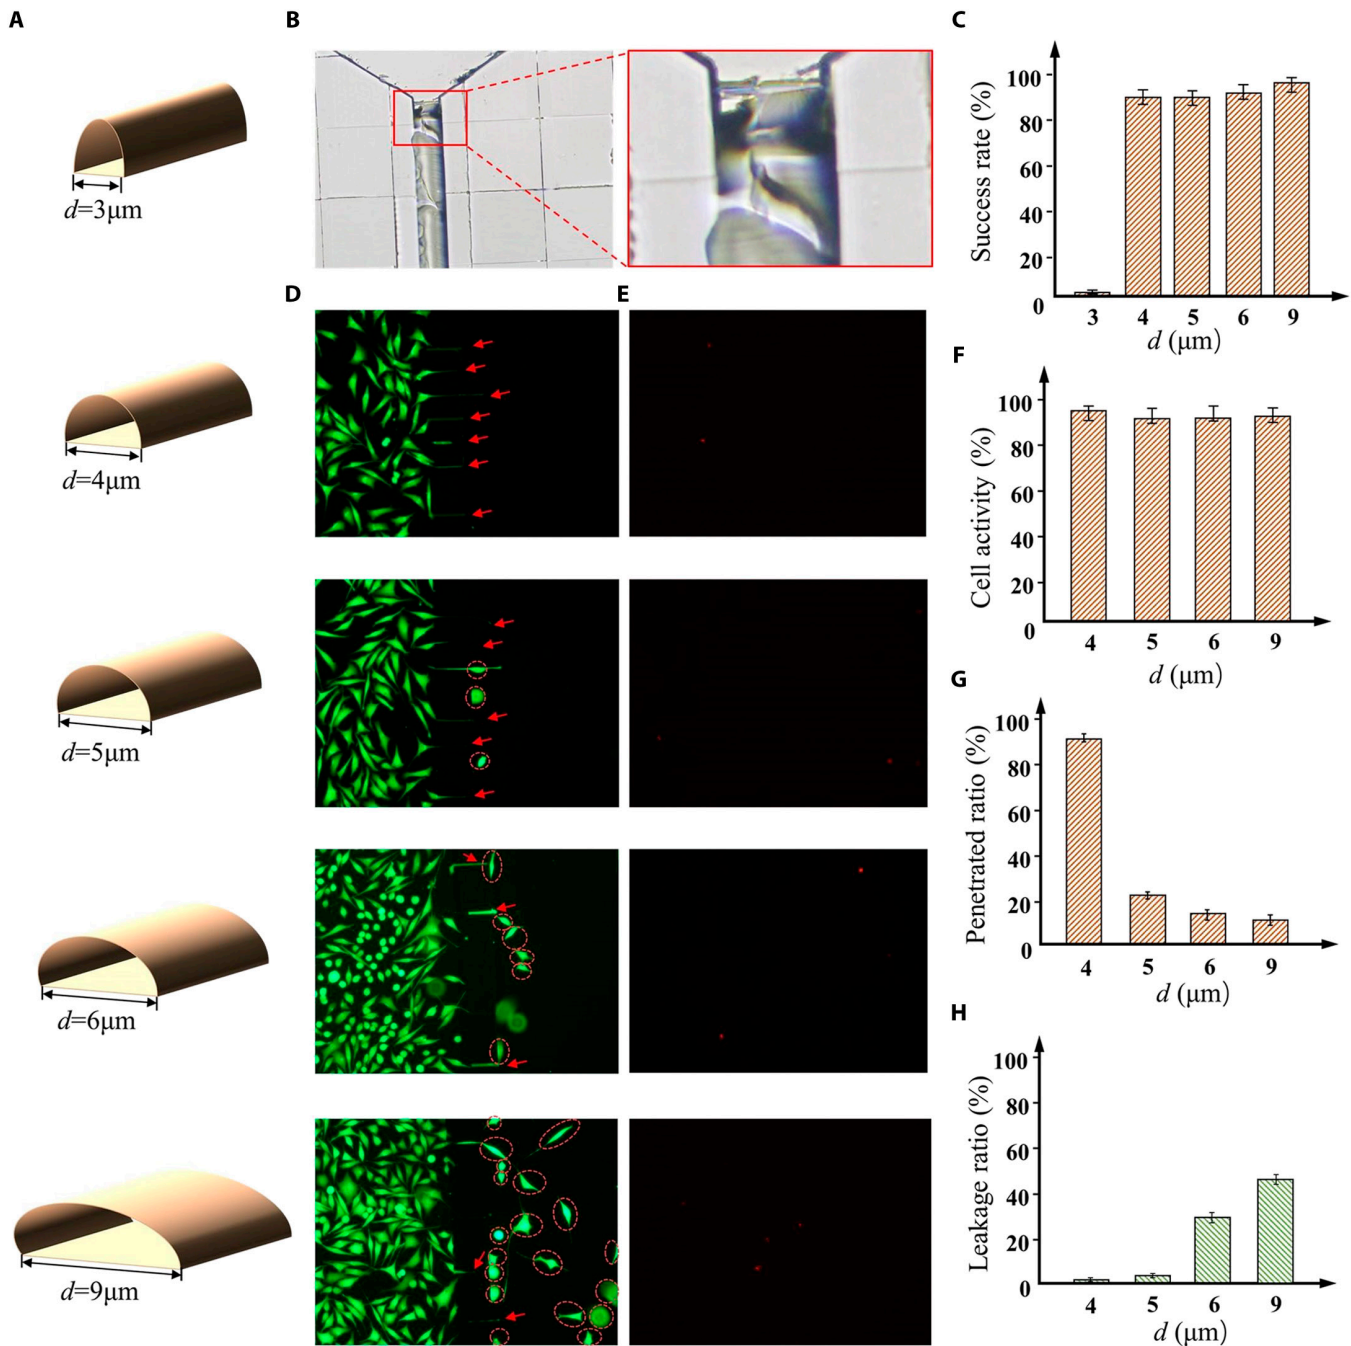 A
B
C
d=3μm
Success rate (%)
100
80
60
40
20
0
3 4 5 6 9
d (μm)
D
E
d=4μm
F
Cell activity (%)
100
80
60
40
20
0
4 5 6 9
d (μm)
d=5μm
G
Penetrated ratio (%)
100
80
60
40
20
0
4 5 6 9
d (μm)
d=6μm
H
Leakage ratio (%)
100
80
60
40
20
0
4 5 6 9
d (μm)
d=9μm